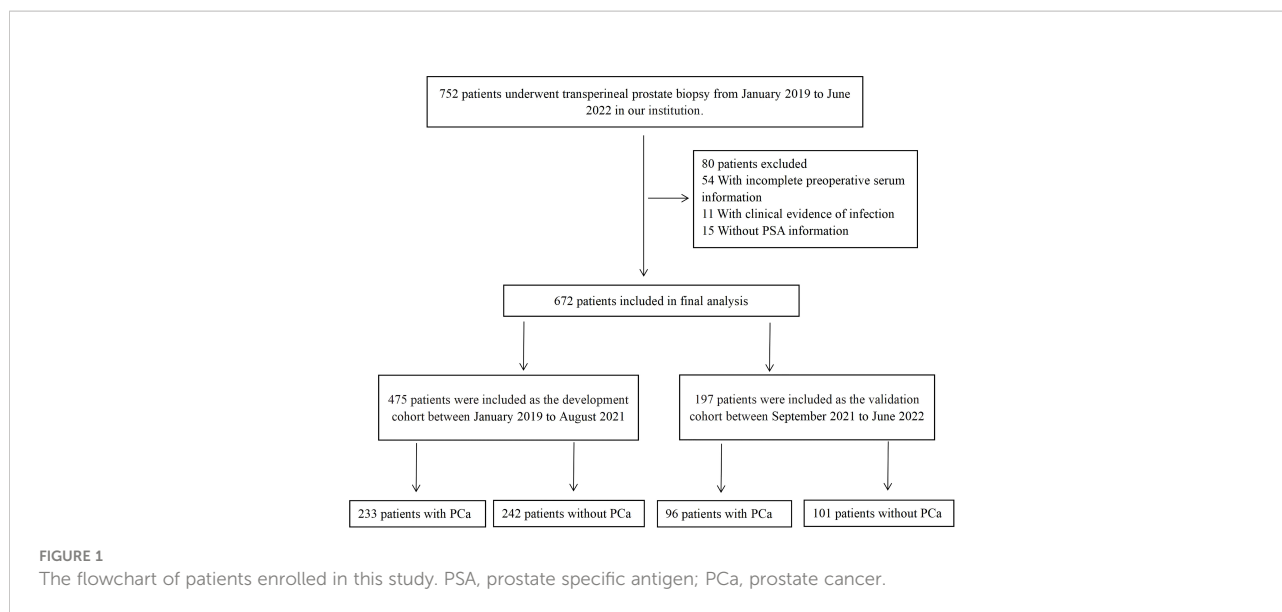 752 patients underwent transperineal prostate biopsy from January 2019 to June
2022 in our institution.
80 patients excluded
54 With incomplete preoperative serum
information
11 With clinical evidence of infection
15 Without PSA information
672 patients included in final analysis
475 patients were included as the development
cohort between January 2019 to August 2021
197 patients were included as the validation
cohort between September 2021 to June 2022
233 patients with PCa
242 patients without PCa
96 patients with PCa
101 patients without PCa
FIGURE 1
The flowchart of patients enrolled in this study. PSA, prostate specific antigen; PCa, prostate cancer.